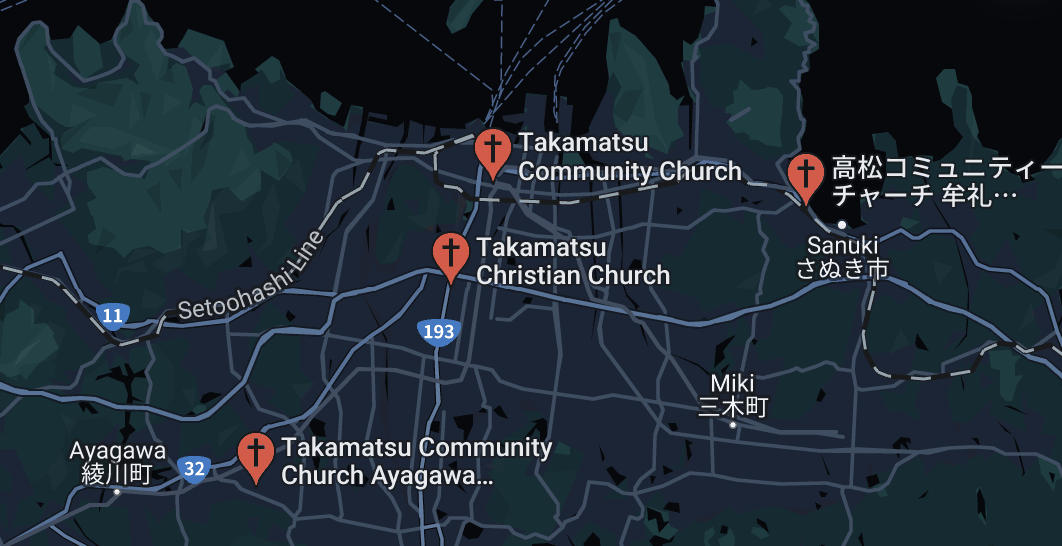 Takamatsu
Community Church
高松コミュニティー
チャーチ 牟礼…
Sanuki
さぬき市
Takamatsu
Christian Church
Setoohashi-Line
11
193
Miki
三木町
Ayagawa
綾川町
32
Takamatsu Community
Church Ayagawa...